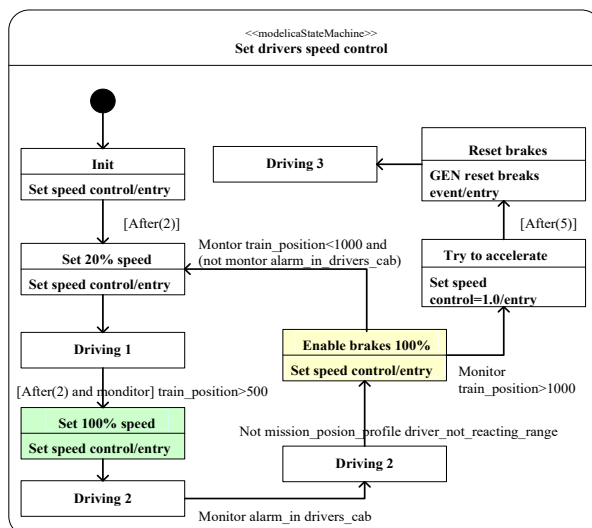 <<modelicaStateMachine>>
Set drivers speed control
Init
Set speed control/entry
[After(2)]
Set 20% speed
Set speed control/entry
Driving 1
[After(2) and monditor] train_position>500
Set 100% speed
Set speed control/entry
Driving 2
Monitor alarm_in drivers_cab
Driving 2
Not mission_posion_profile driver_not_reacting_range
Enable brakes 100%
Set speed control/entry
Montor train_position<1000 and
(not montor alarm_in_drivers_cab)
Monitor
train_position>1000
Try to accelerate
Set speed
control=1.0/entry
[After(5)]
Reset brakes
GEN reset breaks
event/entry
Driving 3